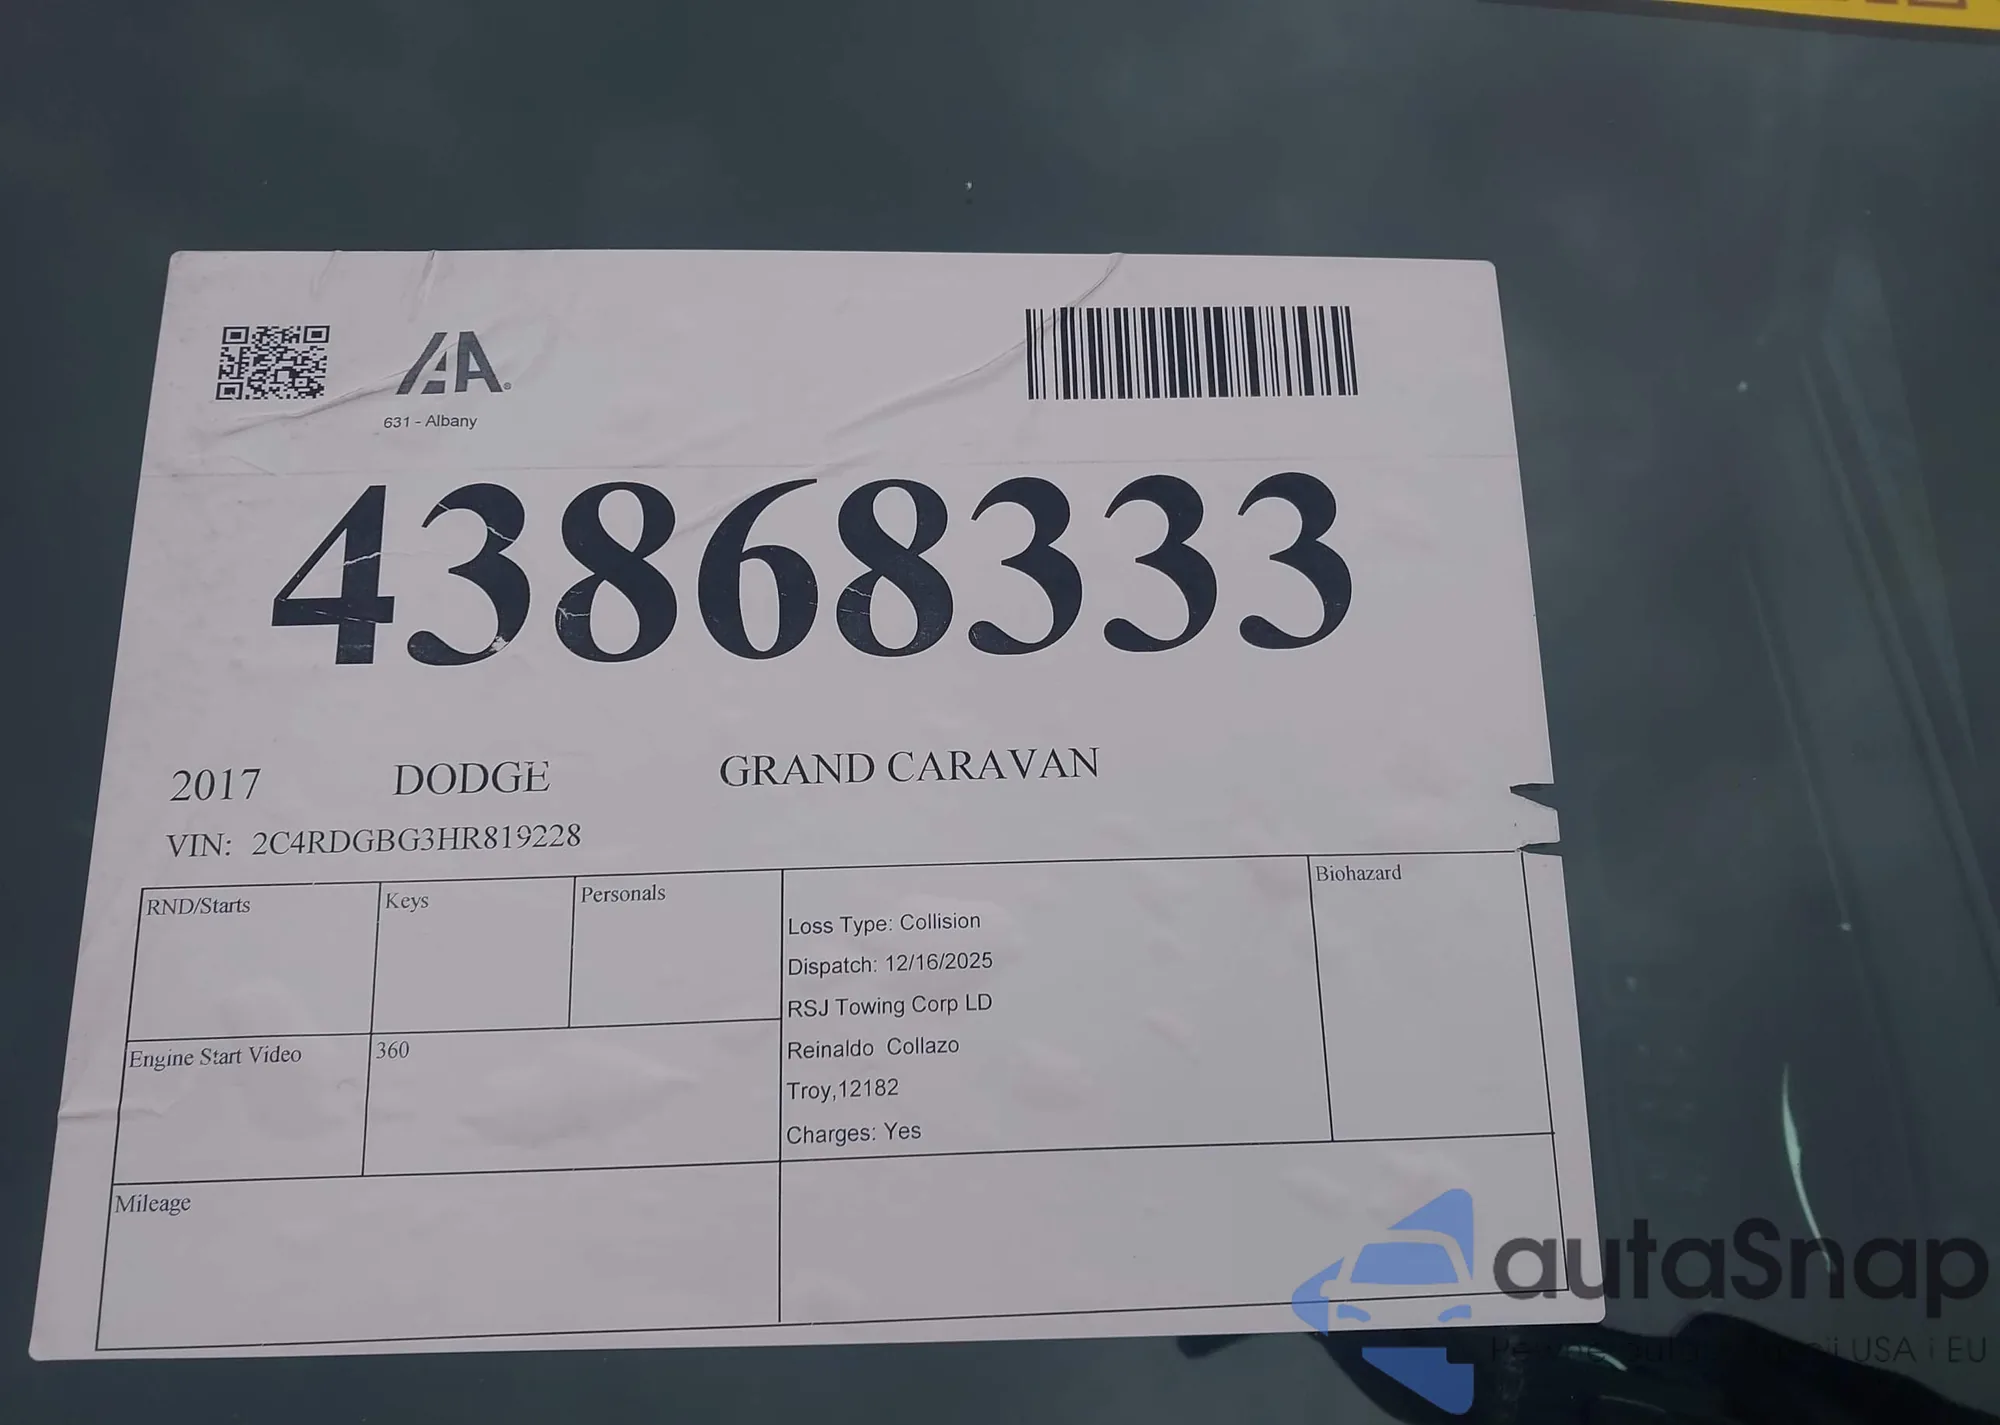 IAA
631 - Albany
43868333
2017 DODGE GRAND CARAVAN
VIN: 2C4RDGBG3HR819228
RND/Starts Keys Personals Biohazard
Loss Type: Collision
Dispatch: 12/16/2025
RSJ Towing Corp LD
Reinaldo Collazo
Troy,12182
Charges: Yes
Engine Start Video 360
Mileage
autaSnap
USA i EU